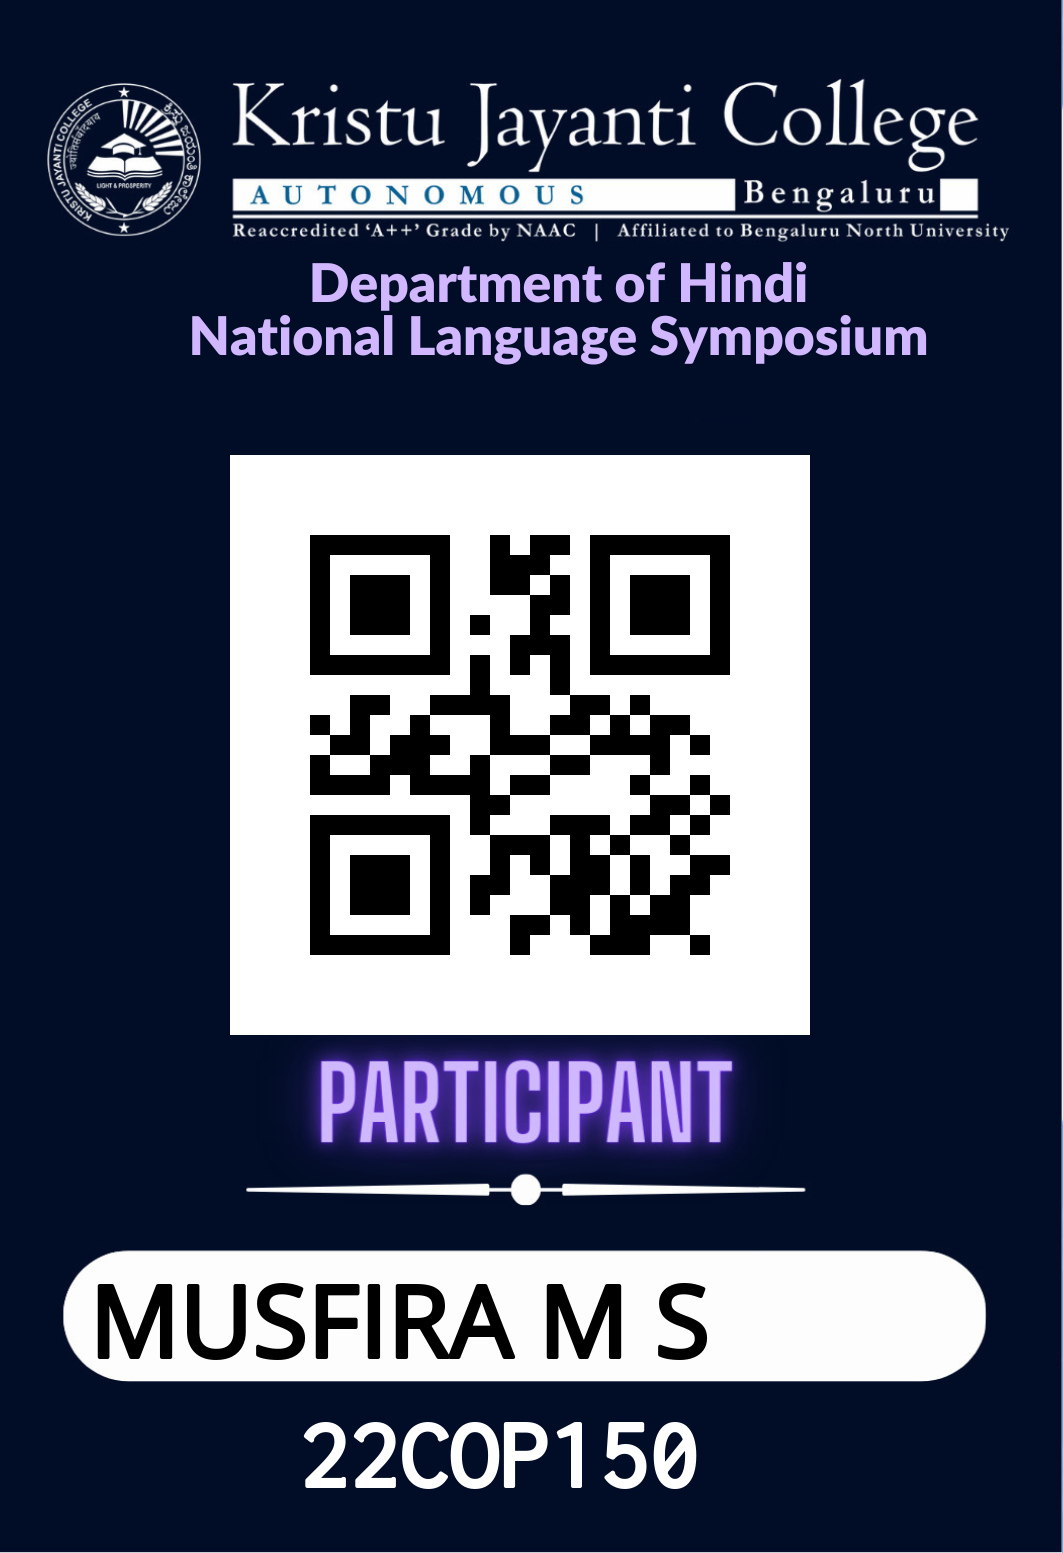 Kristu Jayanti College
AUTONOMOUS Bengaluru
Reaccredited ‘A++’ Grade by NAAC | Affiliated to Bengaluru North University
KRISTU JAYANTI COLLEGE
LIGHT & PROSPERITY
Department of Hindi
National Language Symposium
PARTICIPANT
MUSFIRA M S
22COP150